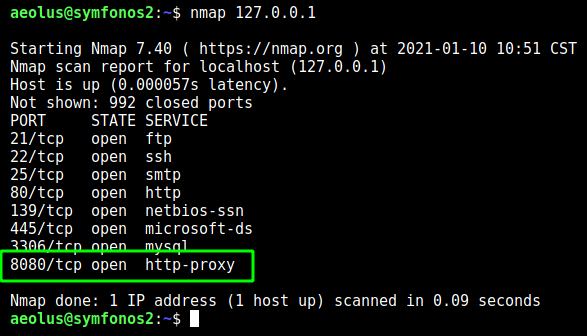 aeolus@symfonos2:~$ nmap 127.0.0.1
Starting Nmap 7.40 ( https://nmap.org ) at 2021-01-10 10:51 CST
Nmap scan report for localhost (127.0.0.1)
Host is up (0.000057s latency).
Not shown: 992 closed ports
PORT     STATE SERVICE
21/tcp   open  ftp
22/tcp   open  ssh
25/tcp   open  smtp
80/tcp   open  http
139/tcp  open  netbios-ssn
445/tcp  open  microsoft-ds
3306/tcp open  mysql
8080/tcp open  http-proxy
Nmap done: 1 IP address (1 host up) scanned in 0.09 seconds
aeolus@symfonos2:~$